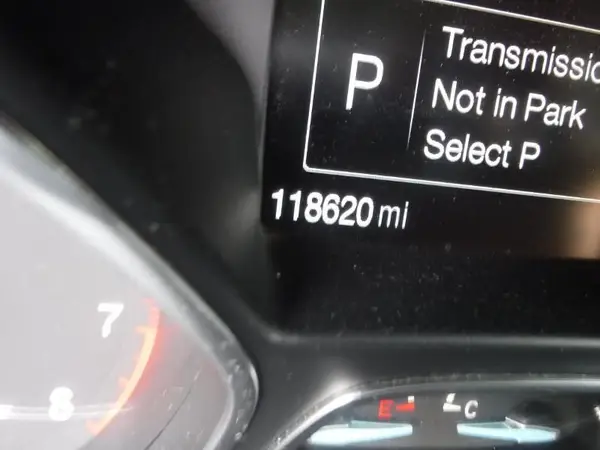 P
Transmissio
Not in Park
Select P
118620 mi
7
8
E
C